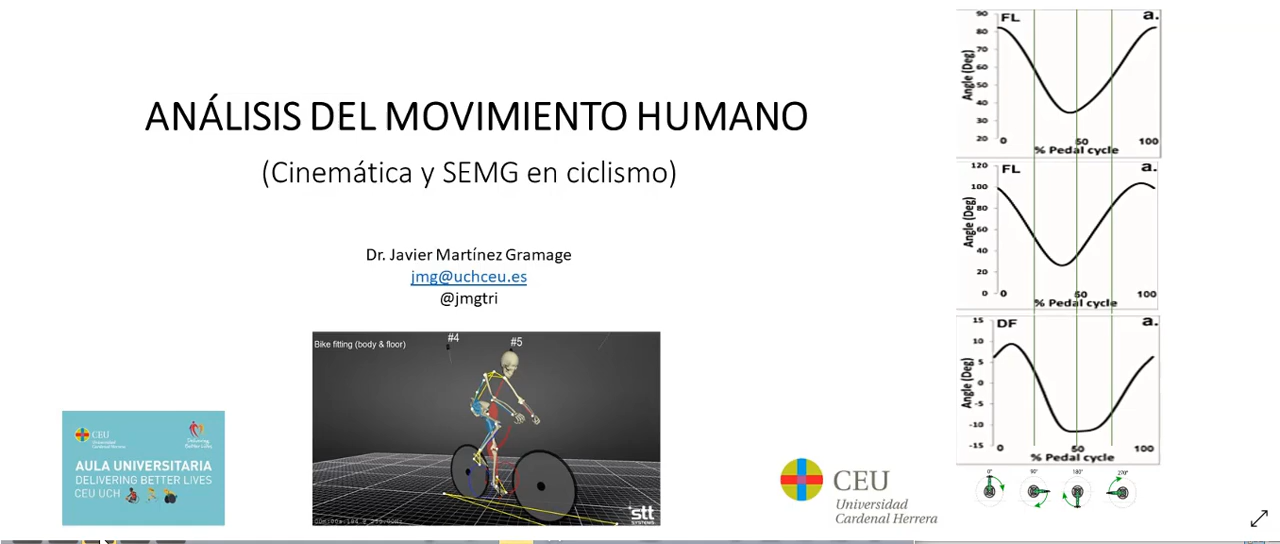 ANÁLISIS DEL MOVIMIENTO HUMANO
(Cinemática y SEMG en ciclismo)
Dr. Javier Martínez Gramage
jmg@uchceu.es
@jmgtri
Bike fitting (body & floor)
#4
#5
stt
SYSTEMS
CEU
Universidad
Cardenal Herrera
Delivering
Better Lives
AULA UNIVERSITARIA
DELIVERING BETTER LIVES
CEU UCH
CEU
Universidad
Cardenal Herrera
FL
a.
90
80
70
60
50
40
30
20
Angle (Deg)
0
50
100
% Pedal cycle
FL
a.
120
100
80
60
40
20
0
Angle (Deg)
0
50
100
% Pedal cycle
DF
a.
15
10
5
0
-5
-10
-15
Angle (Deg)
0
50
100
% Pedal cycle
0°
90°
180°
270°